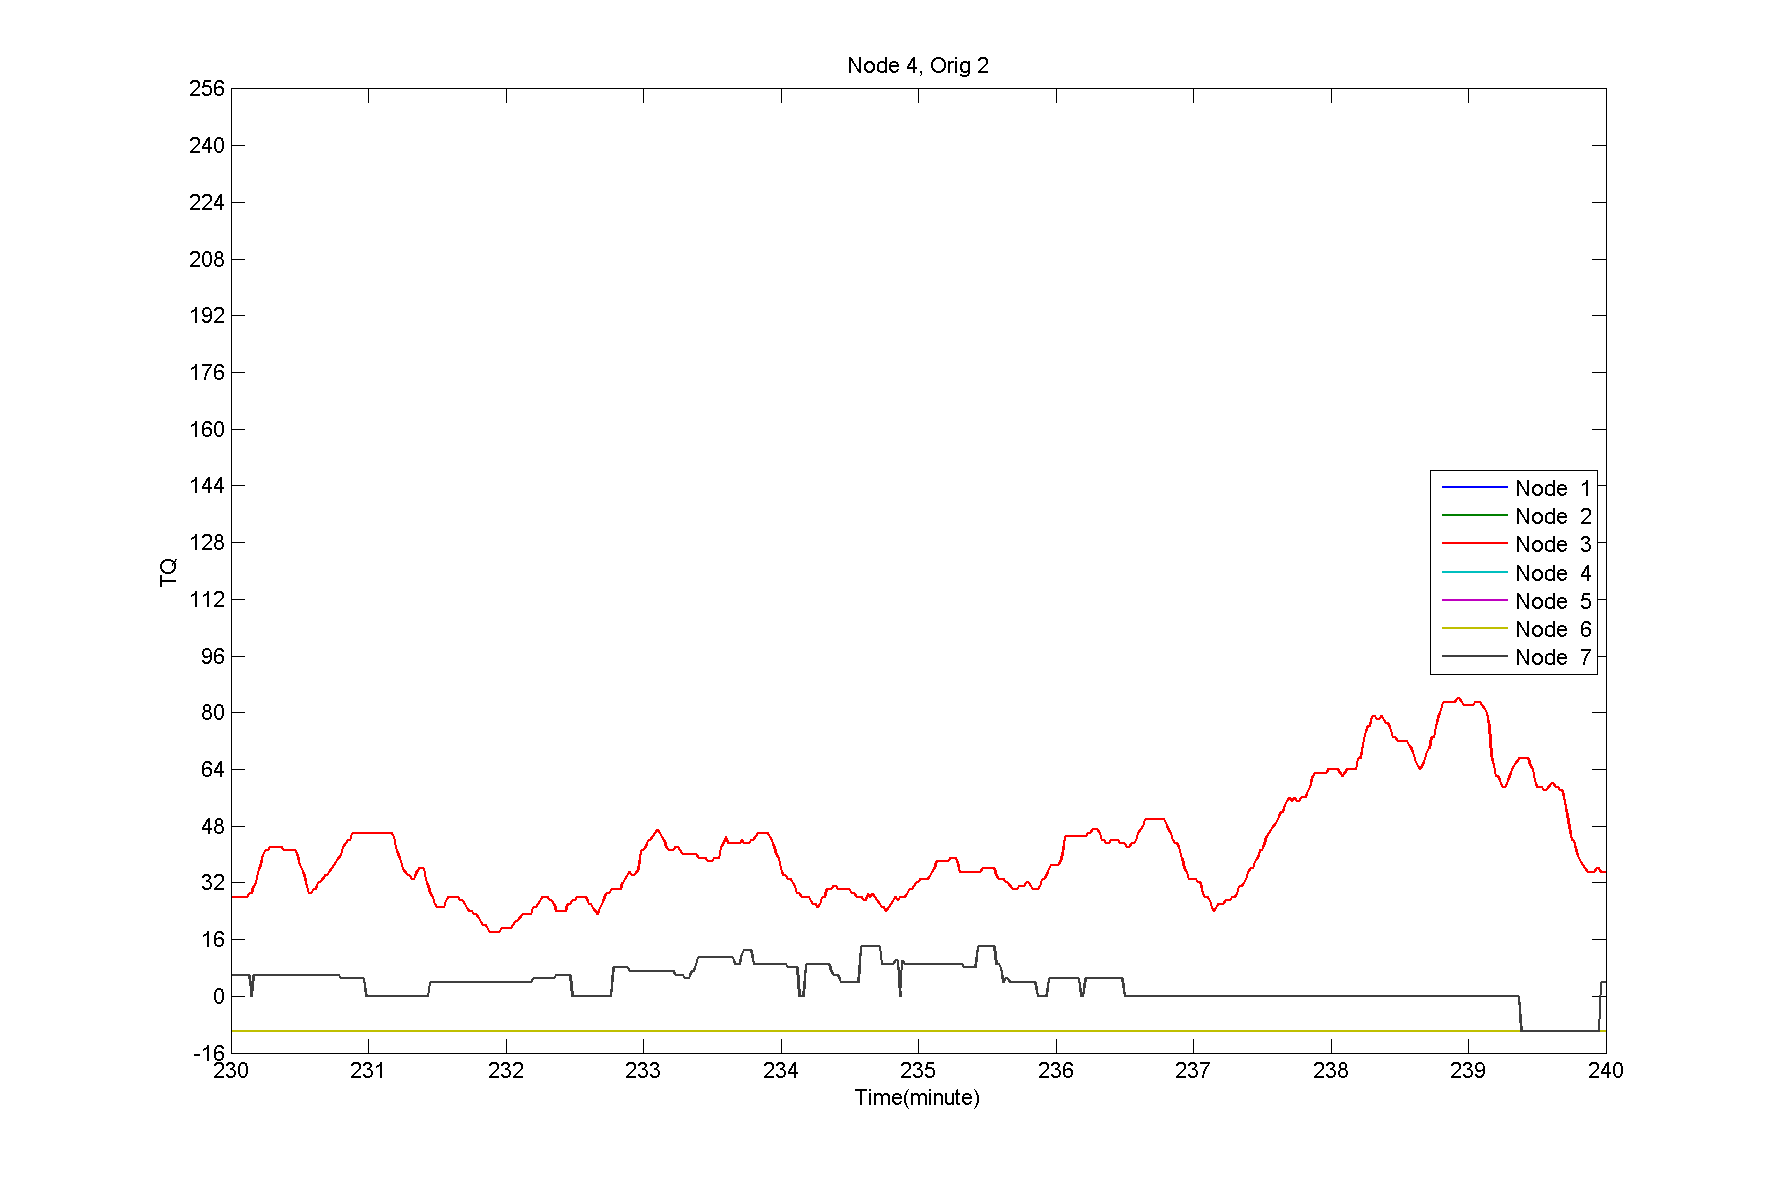 Node 4, Orig 2
256
240
224
208
192
176
160
144
128
112
96
80
64
48
32
16
0
-16
TQ
Node 1
Node 2
Node 3
Node 4
Node 5
Node 6
Node 7
230 231 232 233 234 235 236 237 238 239 240
Time(minute)